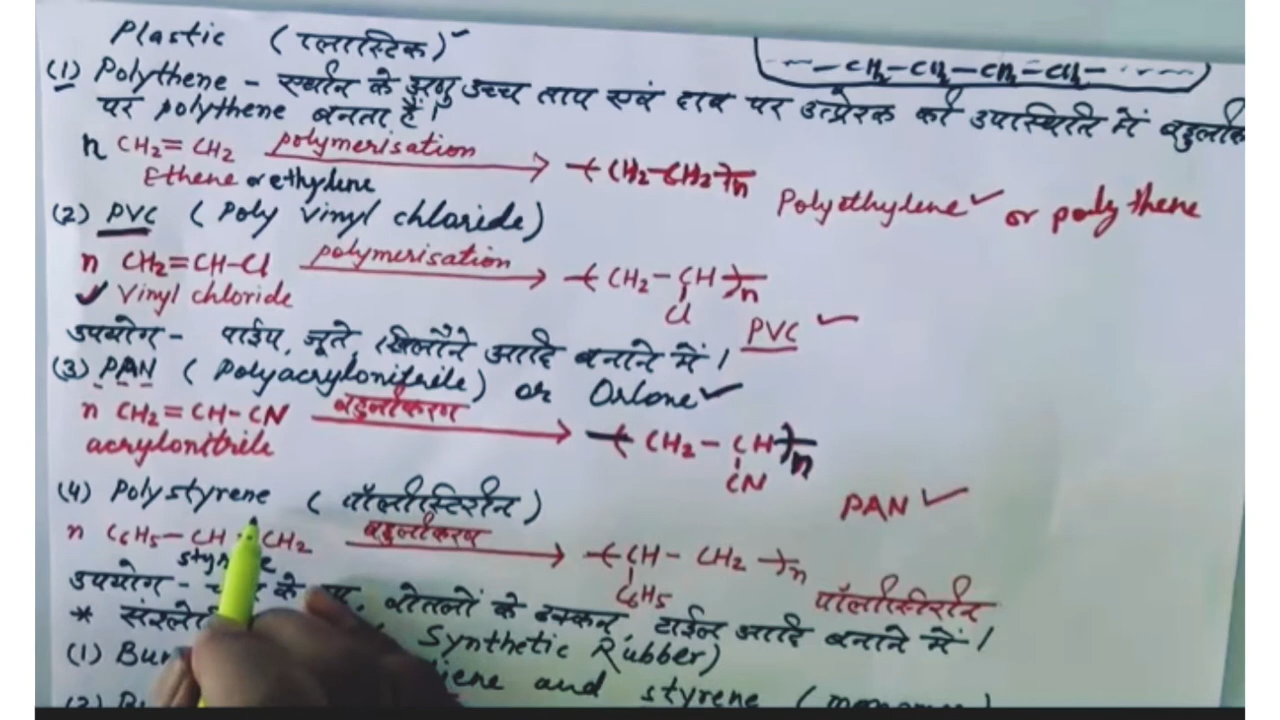 Plastic (प्लास्टिक)
--- — CH2—CH2—CH2—CH2— ----
(1) Polythene - एथीन के अणु उच्च ताप एवं दाब पर उत्प्रेरक की उपस्थिति में
पर polythene बनता है।
n CH2=CH2 polymerisation → -(CH2-CH2)-n
Ethene or ethylene Polyethylene or polythene
(2) PVC (Poly vinyl chloride)
n CH2=CH-Cl polymerisation → -(CH2-CH)-n
Vinyl chloride Cl
PVC
उपयोग - पाईप, जूते, खिलौने आदि बनाने में।
(3) PAN (Polyacrylonitrile) or Orlone
n CH2=CH-CN बहुलीकरण → -(CH2-CH)-n
acrylonitrile CN
PAN
(4) Polystyrene (पॉलीस्टिरीन)
n C6H5-CH CH2 बहुलीकरण → -(CH-CH2)-n
C6H5 पॉलीस्टिरीन
उपयोग - के बोतलों के ढक्कन, टाईल आदि बनाने में।
* Synthetic Rubber)
(1)
and styrene
(2)